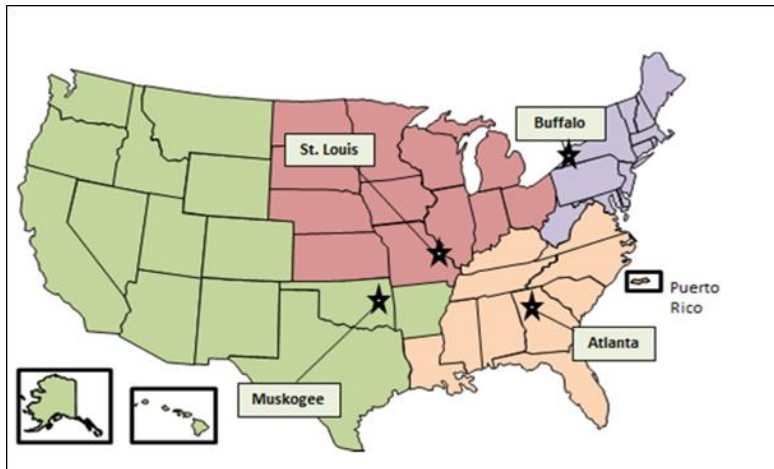 Buffalo
St. Louis
Puerto
Rico
Atlanta
Muskogee